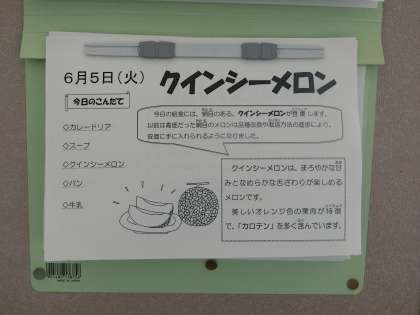 6月5日(火)
クインシーメロン
今日のこんだて
◇カレードリア
◇スープ
◇クインシーメロン
◇パン
◇牛乳
今日の給食には、網目のある、クインシーメロンが登場します。
以前は高価だった網目のメロンは品種改良や栽培方法の進歩により、
安価に手に入れられるようになりました。
クインシーメロンは、まろやかな甘
みとなめらかな舌ざわりが楽しめる
メロンです。
美しいオレンジ色の果肉が特徴
で、「カロテン」を多く含んでいます。